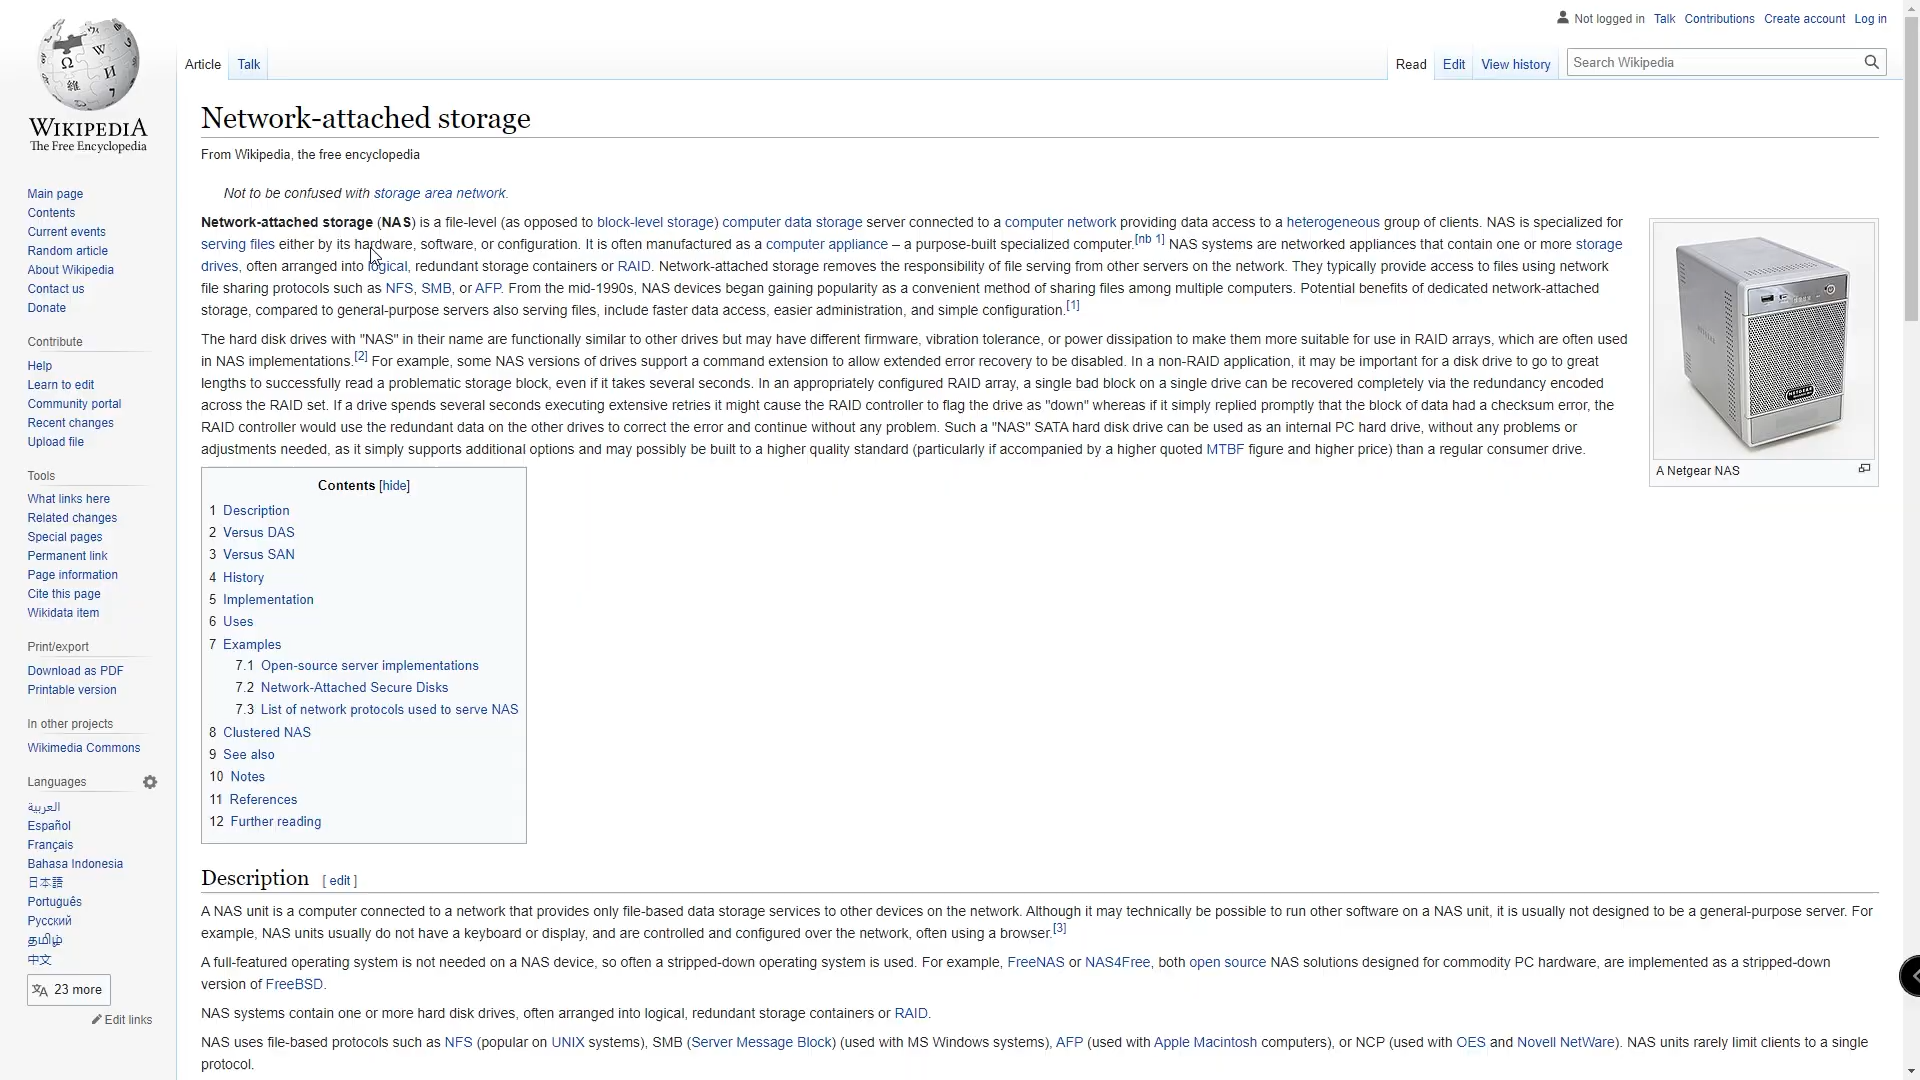 Not logged in Talk Contributions Create account Log in
Article Talk Read Edit View history Search Wikipedia
WIKIPEDIA
The Free Encyclopedia
Main page
Contents
Current events
Random article
About Wikipedia
Contact us
Donate
Contribute
Help
Learn to edit
Community portal
Recent changes
Upload file
Tools
What links here
Related changes
Special pages
Permanent link
Page information
Cite this page
Wikidata item
Print/export
Download as PDF
Printable version
In other projects
Wikimedia Commons
Languages
العربية
Español
Français
Bahasa Indonesia
日本語
Português
Русский
தமிழ்
中文
23 more
Edit links
Network-attached storage
From Wikipedia, the free encyclopedia
Not to be confused with storage area network.
Network-attached storage (NAS) is a file-level (as opposed to block-level storage) computer data storage server connected to a computer network providing data access to a heterogeneous group of clients. NAS is specialized for
serving files either by its hardware, software, or configuration. It is often manufactured as a computer appliance – a purpose-built specialized computer.[nb 1] NAS systems are networked appliances that contain one or more storage
drives, often arranged into logical, redundant storage containers or RAID. Network-attached storage removes the responsibility of file serving from other servers on the network. They typically provide access to files using network
file sharing protocols such as NFS, SMB, or AFP. From the mid-1990s, NAS devices began gaining popularity as a convenient method of sharing files among multiple computers. Potential benefits of dedicated network-attached
storage, compared to general-purpose servers also serving files, include faster data access, easier administration, and simple configuration.[1]
The hard disk drives with "NAS" in their name are functionally similar to other drives but may have different firmware, vibration tolerance, or power dissipation to make them more suitable for use in RAID arrays, which are often used
in NAS implementations.[2] For example, some NAS versions of drives support a command extension to allow extended error recovery to be disabled. In a non-RAID application, it may be important for a disk drive to go to great
lengths to successfully read a problematic storage block, even if it takes several seconds. In an appropriately configured RAID array, a single bad block on a single drive can be recovered completely via the redundancy encoded
across the RAID set. If a drive spends several seconds executing extensive retries it might cause the RAID controller to flag the drive as "down" whereas if it simply replied promptly that the block of data had a checksum error, the
RAID controller would use the redundant data on the other drives to correct the error and continue without any problem. Such a "NAS" SATA hard disk drive can be used as an internal PC hard drive, without any problems or
adjustments needed, as it simply supports additional options and may possibly be built to a higher quality standard (particularly if accompanied by a higher quoted MTBF figure and higher price) than a regular consumer drive.
A Netgear NAS
Contents [hide]
1 Description
2 Versus DAS
3 Versus SAN
4 History
5 Implementation
6 Uses
7 Examples
7.1 Open-source server implementations
7.2 Network-Attached Secure Disks
7.3 List of network protocols used to serve NAS
8 Clustered NAS
9 See also
10 Notes
11 References
12 Further reading
Description [ edit ]
A NAS unit is a computer connected to a network that provides only file-based data storage services to other devices on the network. Although it may technically be possible to run other software on a NAS unit, it is usually not designed to be a general-purpose server. For
example, NAS units usually do not have a keyboard or display, and are controlled and configured over the network, often using a browser.[3]
A full-featured operating system is not needed on a NAS device, so often a stripped-down operating system is used. For example, FreeNAS or NAS4Free, both open source NAS solutions designed for commodity PC hardware, are implemented as a stripped-down
version of FreeBSD.
NAS systems contain one or more hard disk drives, often arranged into logical, redundant storage containers or RAID.
NAS uses file-based protocols such as NFS (popular on UNIX systems), SMB (Server Message Block) (used with MS Windows systems), AFP (used with Apple Macintosh computers), or NCP (used with OES and Novell NetWare). NAS units rarely limit clients to a single
protocol.